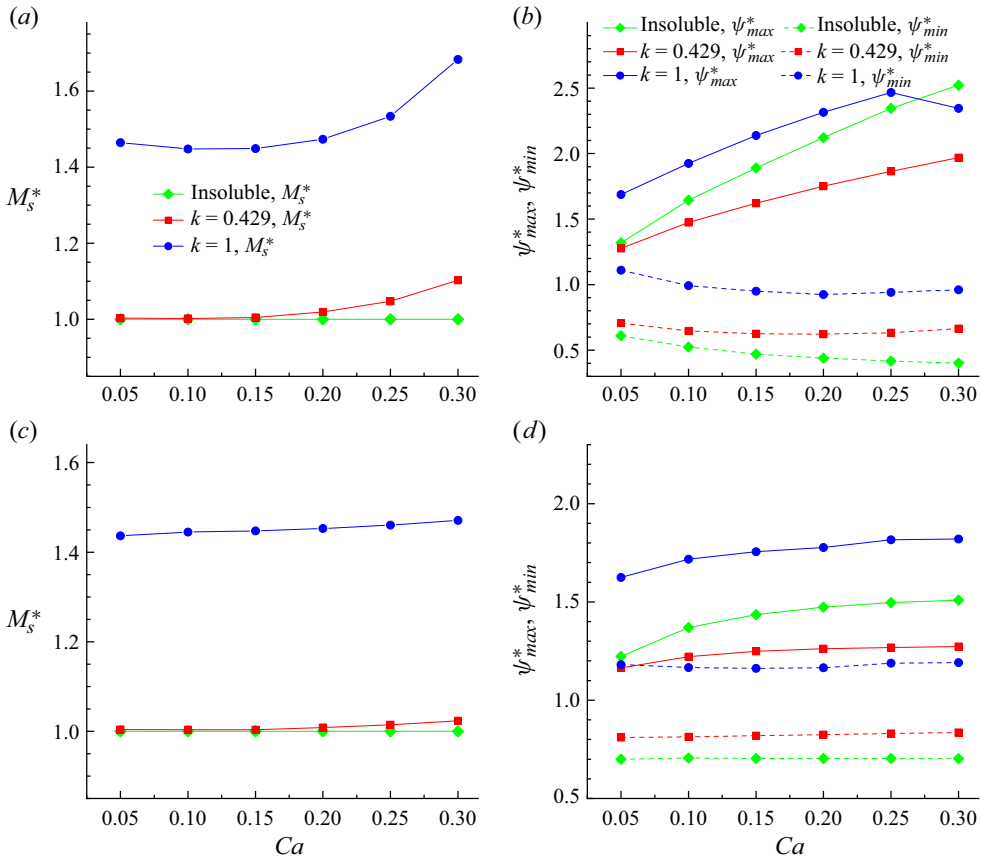 (a)
1.6
1.4
1.2
1.0
M*s
Insoluble, M*s
k = 0.429, M*s
k = 1, M*s
0.05 0.10 0.15 0.20 0.25 0.30
(b)
Insoluble, ψ*max Insoluble, ψ*min
k = 0.429, ψ*max k = 0.429, ψ*min
k = 1, ψ*max k = 1, ψ*min
2.5
2.0
1.5
1.0
0.5
ψ*max, ψ*min
0.05 0.10 0.15 0.20 0.25 0.30
(c)
1.6
1.4
1.2
1.0
M*s
0.05 0.10 0.15 0.20 0.25 0.30
Ca
(d)
2.0
1.5
1.0
0.5
ψ*max, ψ*min
0.05 0.10 0.15 0.20 0.25 0.30
Ca